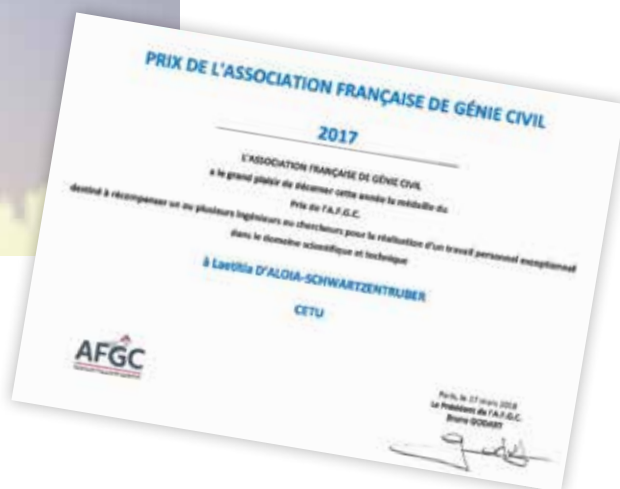 PRIX DE L'ASSOCIATION FRANÇAISE DE GÉNIE CIVIL
2017
L'ASSOCIATION FRANÇAISE DE GÉNIE CIVIL
a le grand plaisir de décerner cette année la médaille du
Prix de l'A.F.G.C.
destiné à récompenser un ou plusieurs ingénieurs ou chercheurs pour la réalisation d'un travail personnel exceptionnel
dans le domaine scientifique et technique
à Laetitia D'ALOIA-SCHWARTZENTRUBER
CETU
AFGC
Paris, le 27 mars 2018
Le Président de l'A.F.G.C.
Bruno GODART